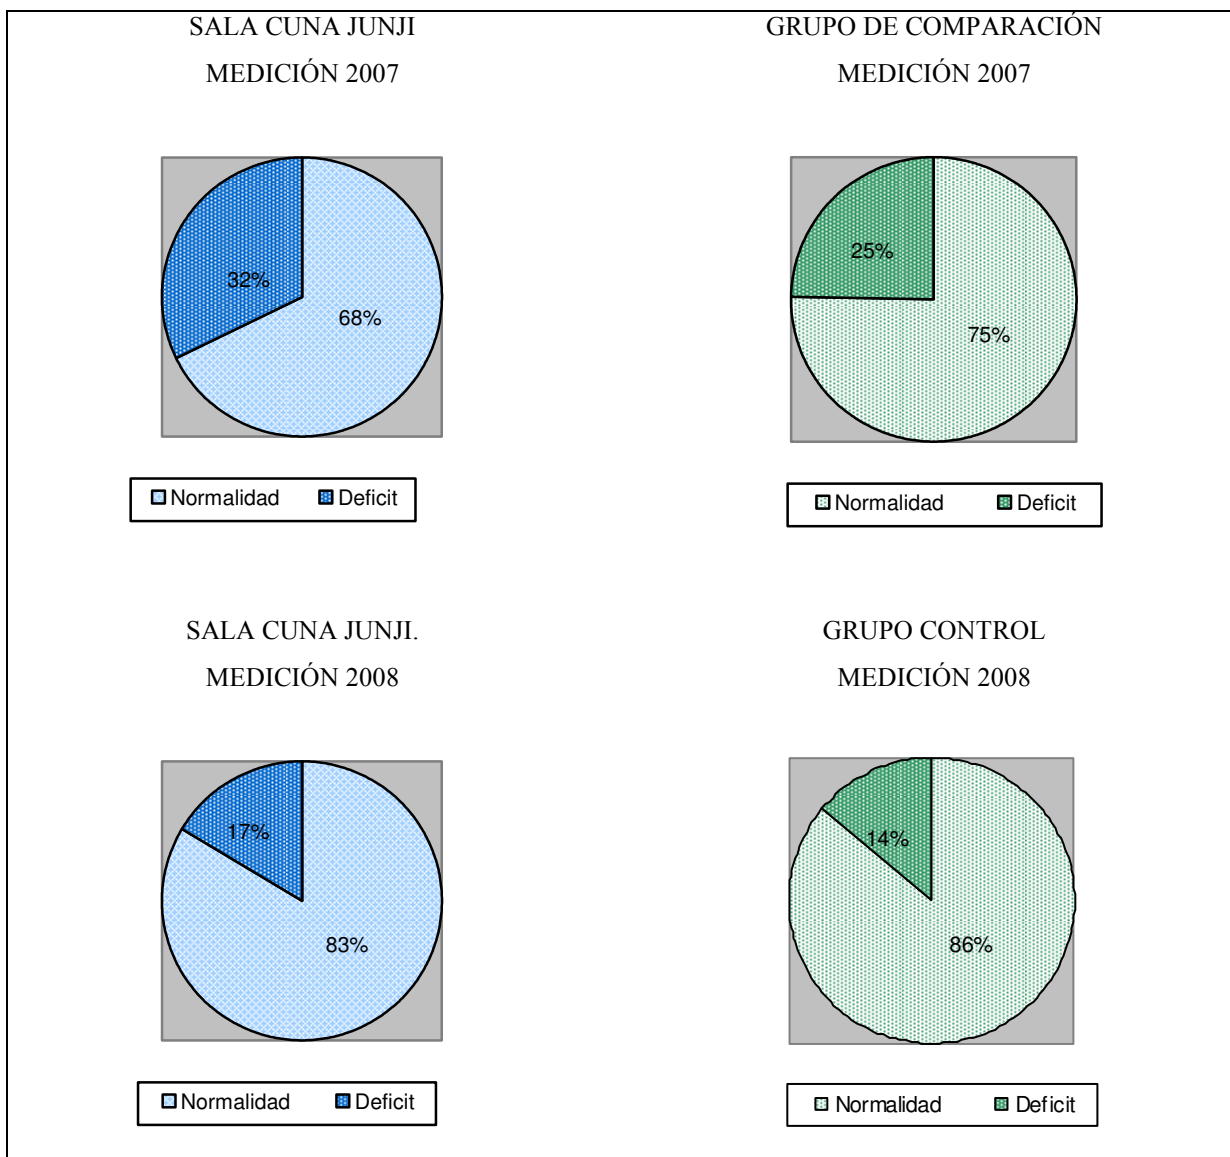 SALA CUNA JUNJI
MEDICIÓN 2007
32%
68%
Normalidad Deficit
GRUPO DE COMPARACIÓN
MEDICIÓN 2007
25%
75%
Normalidad Deficit
SALA CUNA JUNJI.
MEDICIÓN 2008
17%
83%
Normalidad Deficit
GRUPO CONTROL
MEDICIÓN 2008
14%
86%
Normalidad Deficit